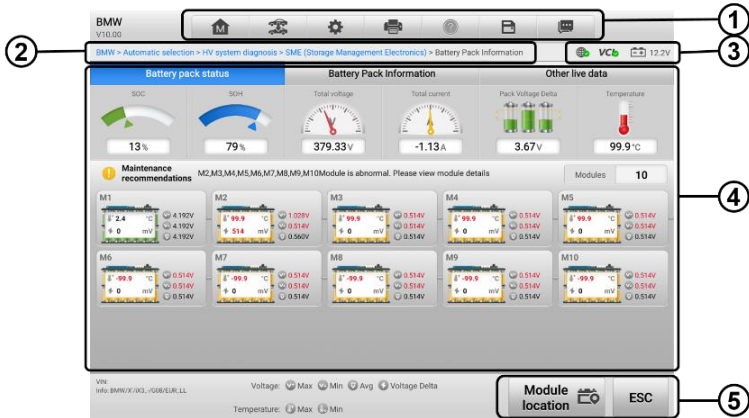 BMW
V10.00
M
1
2
BMW > Automatic selection > HV system diagnosis > SME (Storage Management Electronics) > Battery Pack Information
VCI
12.2V
3
Battery pack status
Battery Pack Information
Other live data
SOC
SOH
Total voltage
Total current
Pack Voltage Delta
Temperature
V
A
13%
79%
379.33V
-1.13A
3.67V
99.9°C
Maintenance
recommendations
M2,M3,M4,M5,M6,M7,M8,M9,M10Module is abnormal. Please view module details
Modules
10
4
M1
2.4 °C
0 mV
4.192V
4.192V
4.192V
M2
99.9 °C
514 mV
1.028V
0.514V
0.560V
M3
99.9 °C
0 mV
0.514V
0.514V
0.514V
M4
99.9 °C
0 mV
0.514V
0.514V
0.514V
M5
99.9 °C
0 mV
0.514V
0.514V
0.514V
M6
-99.9 °C
0 mV
0.514V
0.514V
0.514V
M7
-99.9 °C
0 mV
0.514V
0.514V
0.514V
M8
-99.9 °C
0 mV
0.514V
0.514V
0.514V
M9
-99.9 °C
0 mV
0.514V
0.514V
0.514V
M10
-99.9 °C
0 mV
0.514V
0.514V
0.514V
VIN:
Info: BMW/X'/iX3_-/G08/EUR_LL
Voltage: Max Min Avg Voltage Delta
Temperature: Max Min
Module
location
ESC
5